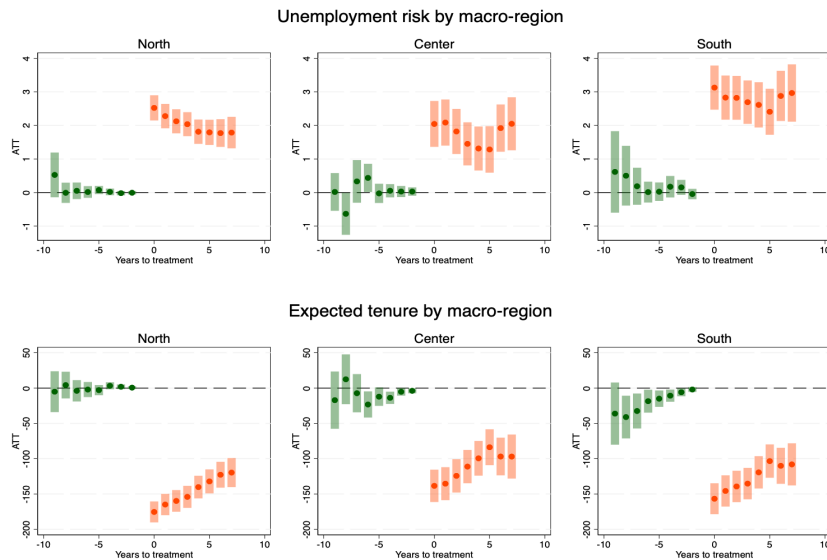 Unemployment risk by macro-region
North
Center
South
ATT
4
3
2
1
0
-1
-10 -5 0 5 10
Years to treatment
ATT
4
3
2
1
0
-1
-10 -5 0 5 10
Years to treatment
ATT
4
3
2
1
0
-1
-10 -5 0 5 10
Years to treatment
Expected tenure by macro-region
North
Center
South
ATT
50
0
-50
-100
-150
-200
-10 -5 0 5 10
Years to treatment
ATT
50
0
-50
-100
-150
-200
-10 -5 0 5 10
Years to treatment
ATT
50
0
-50
-100
-150
-200
-10 -5 0 5 10
Years to treatment